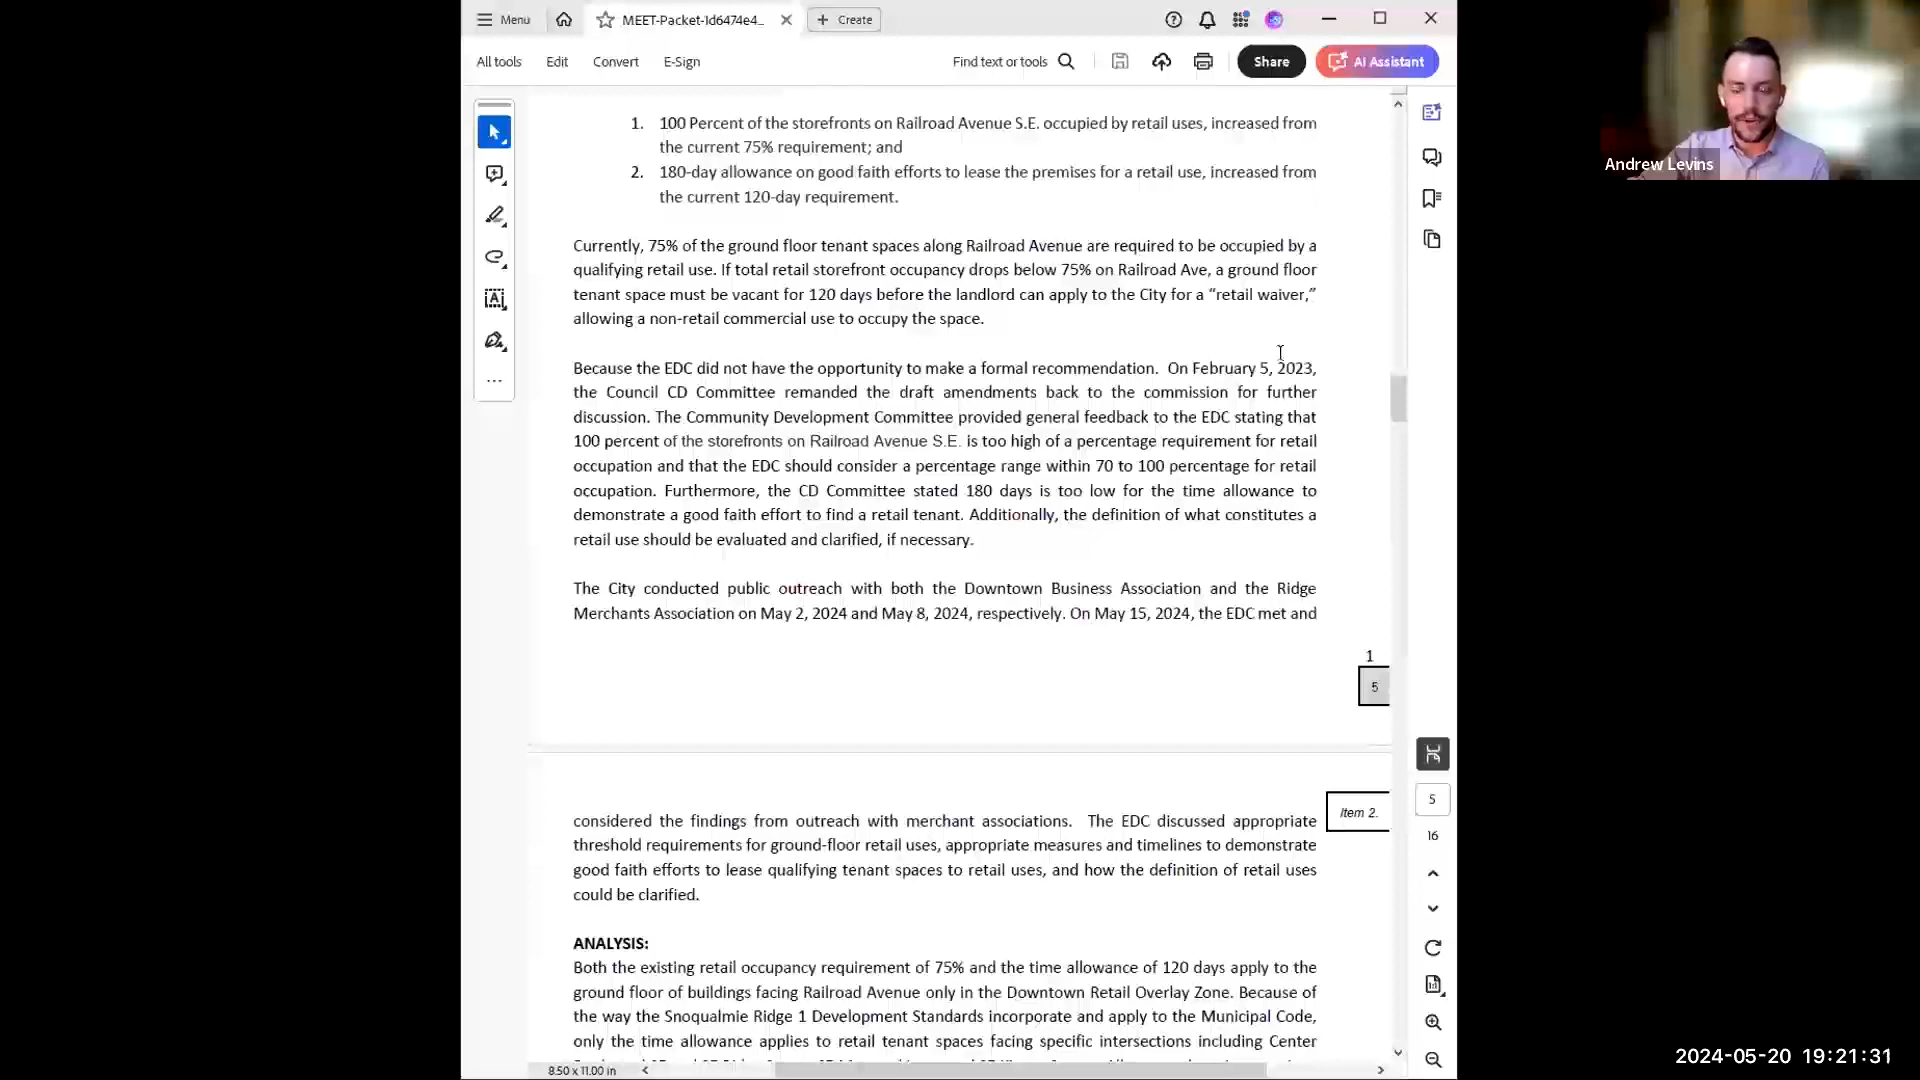 Menu
MEET-Packet-1d6474e4...
Create
All tools
Edit
Convert
E-Sign
Find text or tools
Share
AI Assistant
Andrew Levins
1. 100 Percent of the storefronts on Railroad Avenue S.E. occupied by retail uses, increased from
the current 75% requirement; and
2. 180-day allowance on good faith efforts to lease the premises for a retail use, increased from
the current 120-day requirement.
Currently, 75% of the ground floor tenant spaces along Railroad Avenue are required to be occupied by a
qualifying retail use. If total retail storefront occupancy drops below 75% on Railroad Ave, a ground floor
tenant space must be vacant for 120 days before the landlord can apply to the City for a “retail waiver,”
allowing a non-retail commercial use to occupy the space.
Because the EDC did not have the opportunity to make a formal recommendation. On February 5, 2023,
the Council CD Committee remanded the draft amendments back to the commission for further
discussion. The Community Development Committee provided general feedback to the EDC stating that
100 percent of the storefronts on Railroad Avenue S.E. is too high of a percentage requirement for retail
occupation and that the EDC should consider a percentage range within 70 to 100 percentage for retail
occupation. Furthermore, the CD Committee stated 180 days is too low for the time allowance to
demonstrate a good faith effort to find a retail tenant. Additionally, the definition of what constitutes a
retail use should be evaluated and clarified, if necessary.
The City conducted public outreach with both the Downtown Business Association and the Ridge
Merchants Association on May 2, 2024 and May 8, 2024, respectively. On May 15, 2024, the EDC met and
1
5
Item 2.
considered the findings from outreach with merchant associations. The EDC discussed appropriate
threshold requirements for ground-floor retail uses, appropriate measures and timelines to demonstrate
good faith efforts to lease qualifying tenant spaces to retail uses, and how the definition of retail uses
could be clarified.
ANALYSIS:
Both the existing retail occupancy requirement of 75% and the time allowance of 120 days apply to the
ground floor of buildings facing Railroad Avenue only in the Downtown Retail Overlay Zone. Because of
the way the Snoqualmie Ridge 1 Development Standards incorporate and apply to the Municipal Code,
only the time allowance applies to retail tenant spaces facing specific intersections including Center
5
16
8.50 x 11.00 in
2024-05-20 19:21:31